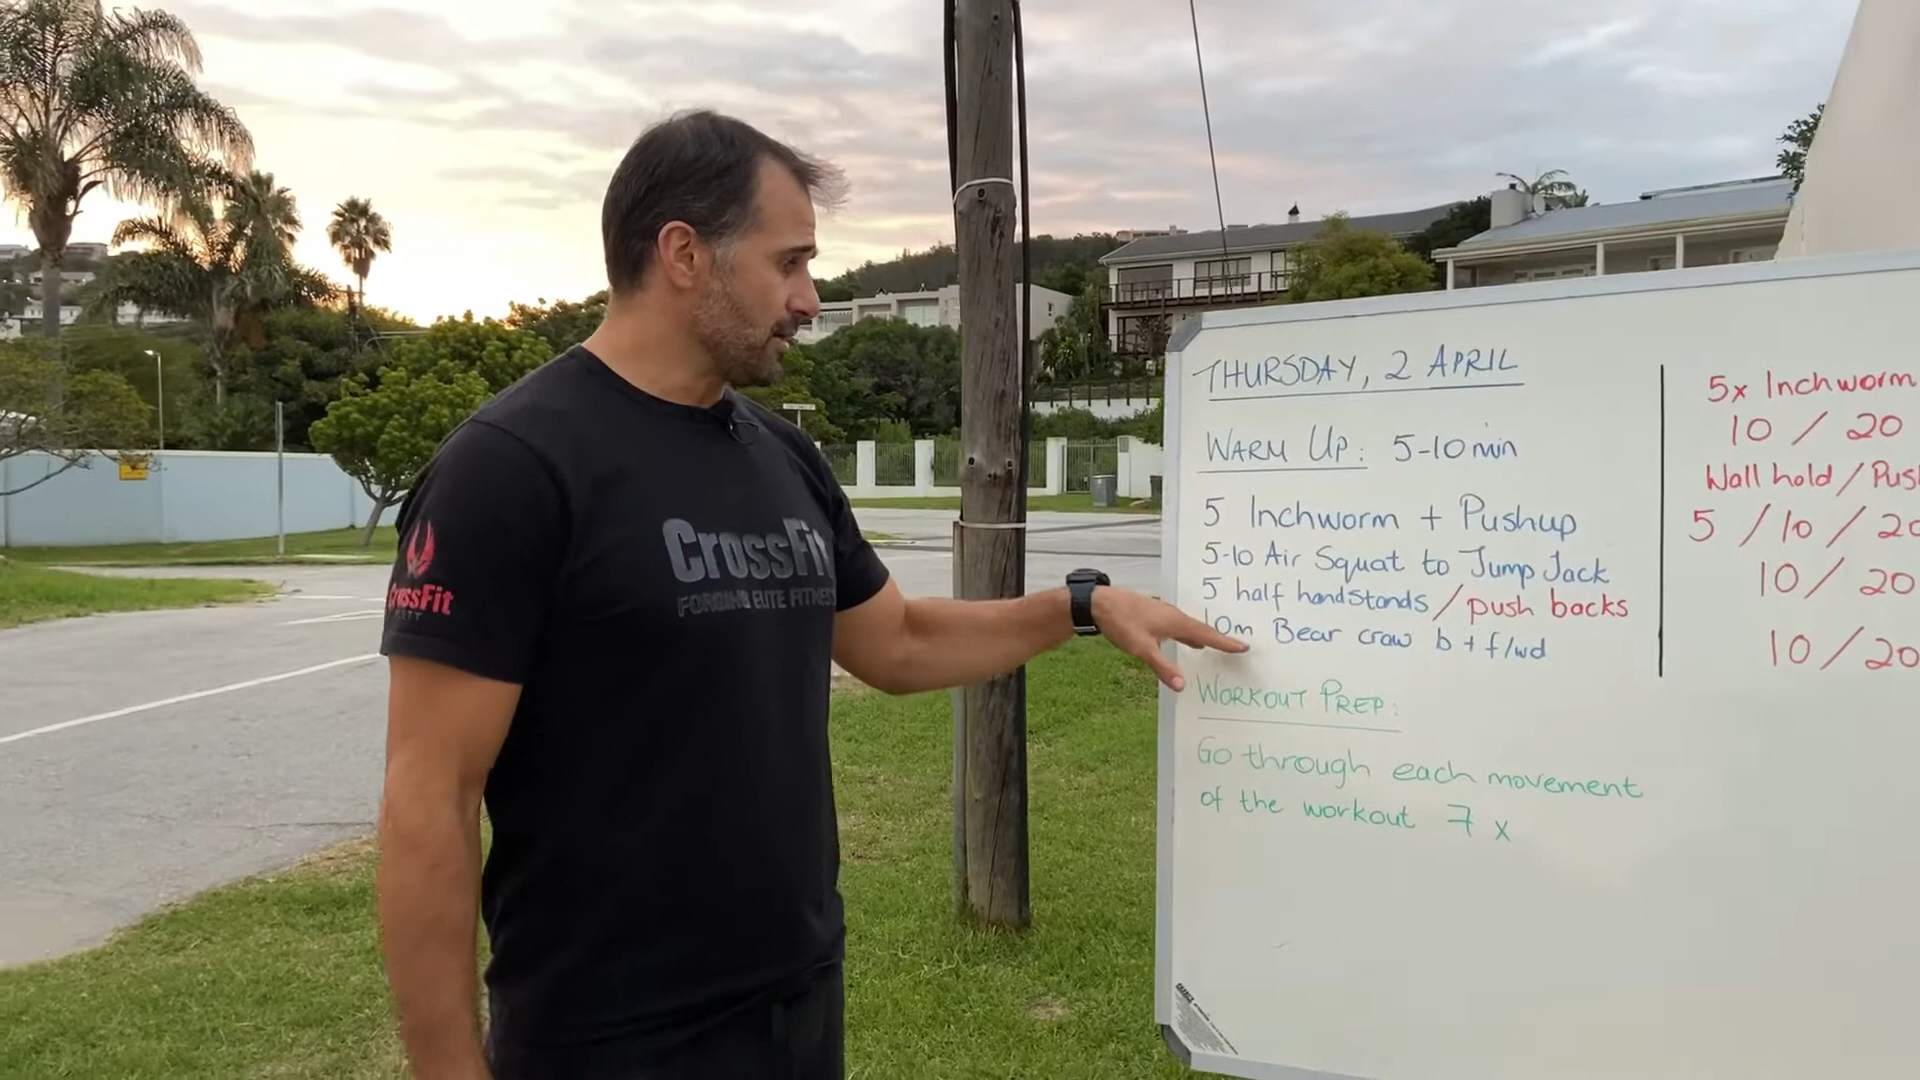 CrossFit
FORGING ELITE FITNESS
CrossFit
THURSDAY, 2 APRIL
WARM UP: 5-10 min
5 Inchworm + Pushup
5-10 Air Squat to Jump Jack
5 half handstands / push backs
10m Bear craw b + f/wd
WORKOUT PREP:
Go through each movement
of the workout 7 x
5x Inchworm
10 / 20
Wall hold / Push
5 / 10 / 20
10 / 20
10 / 20